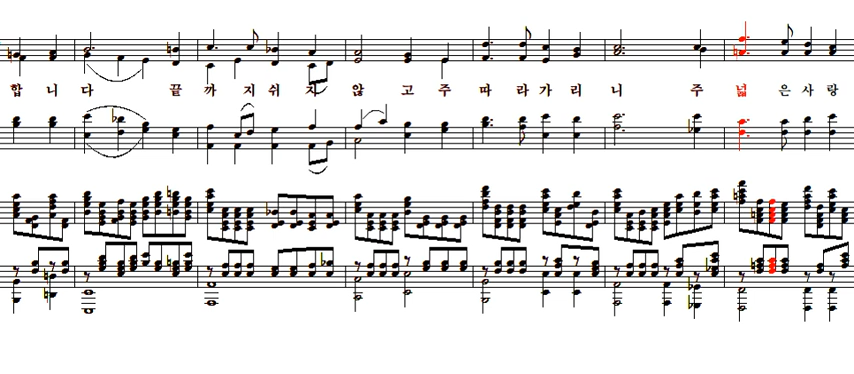 합 니 다 끝 까 지 쉬 지 않 고 주 따 라 가 리 니 주 넓 은 사 랑